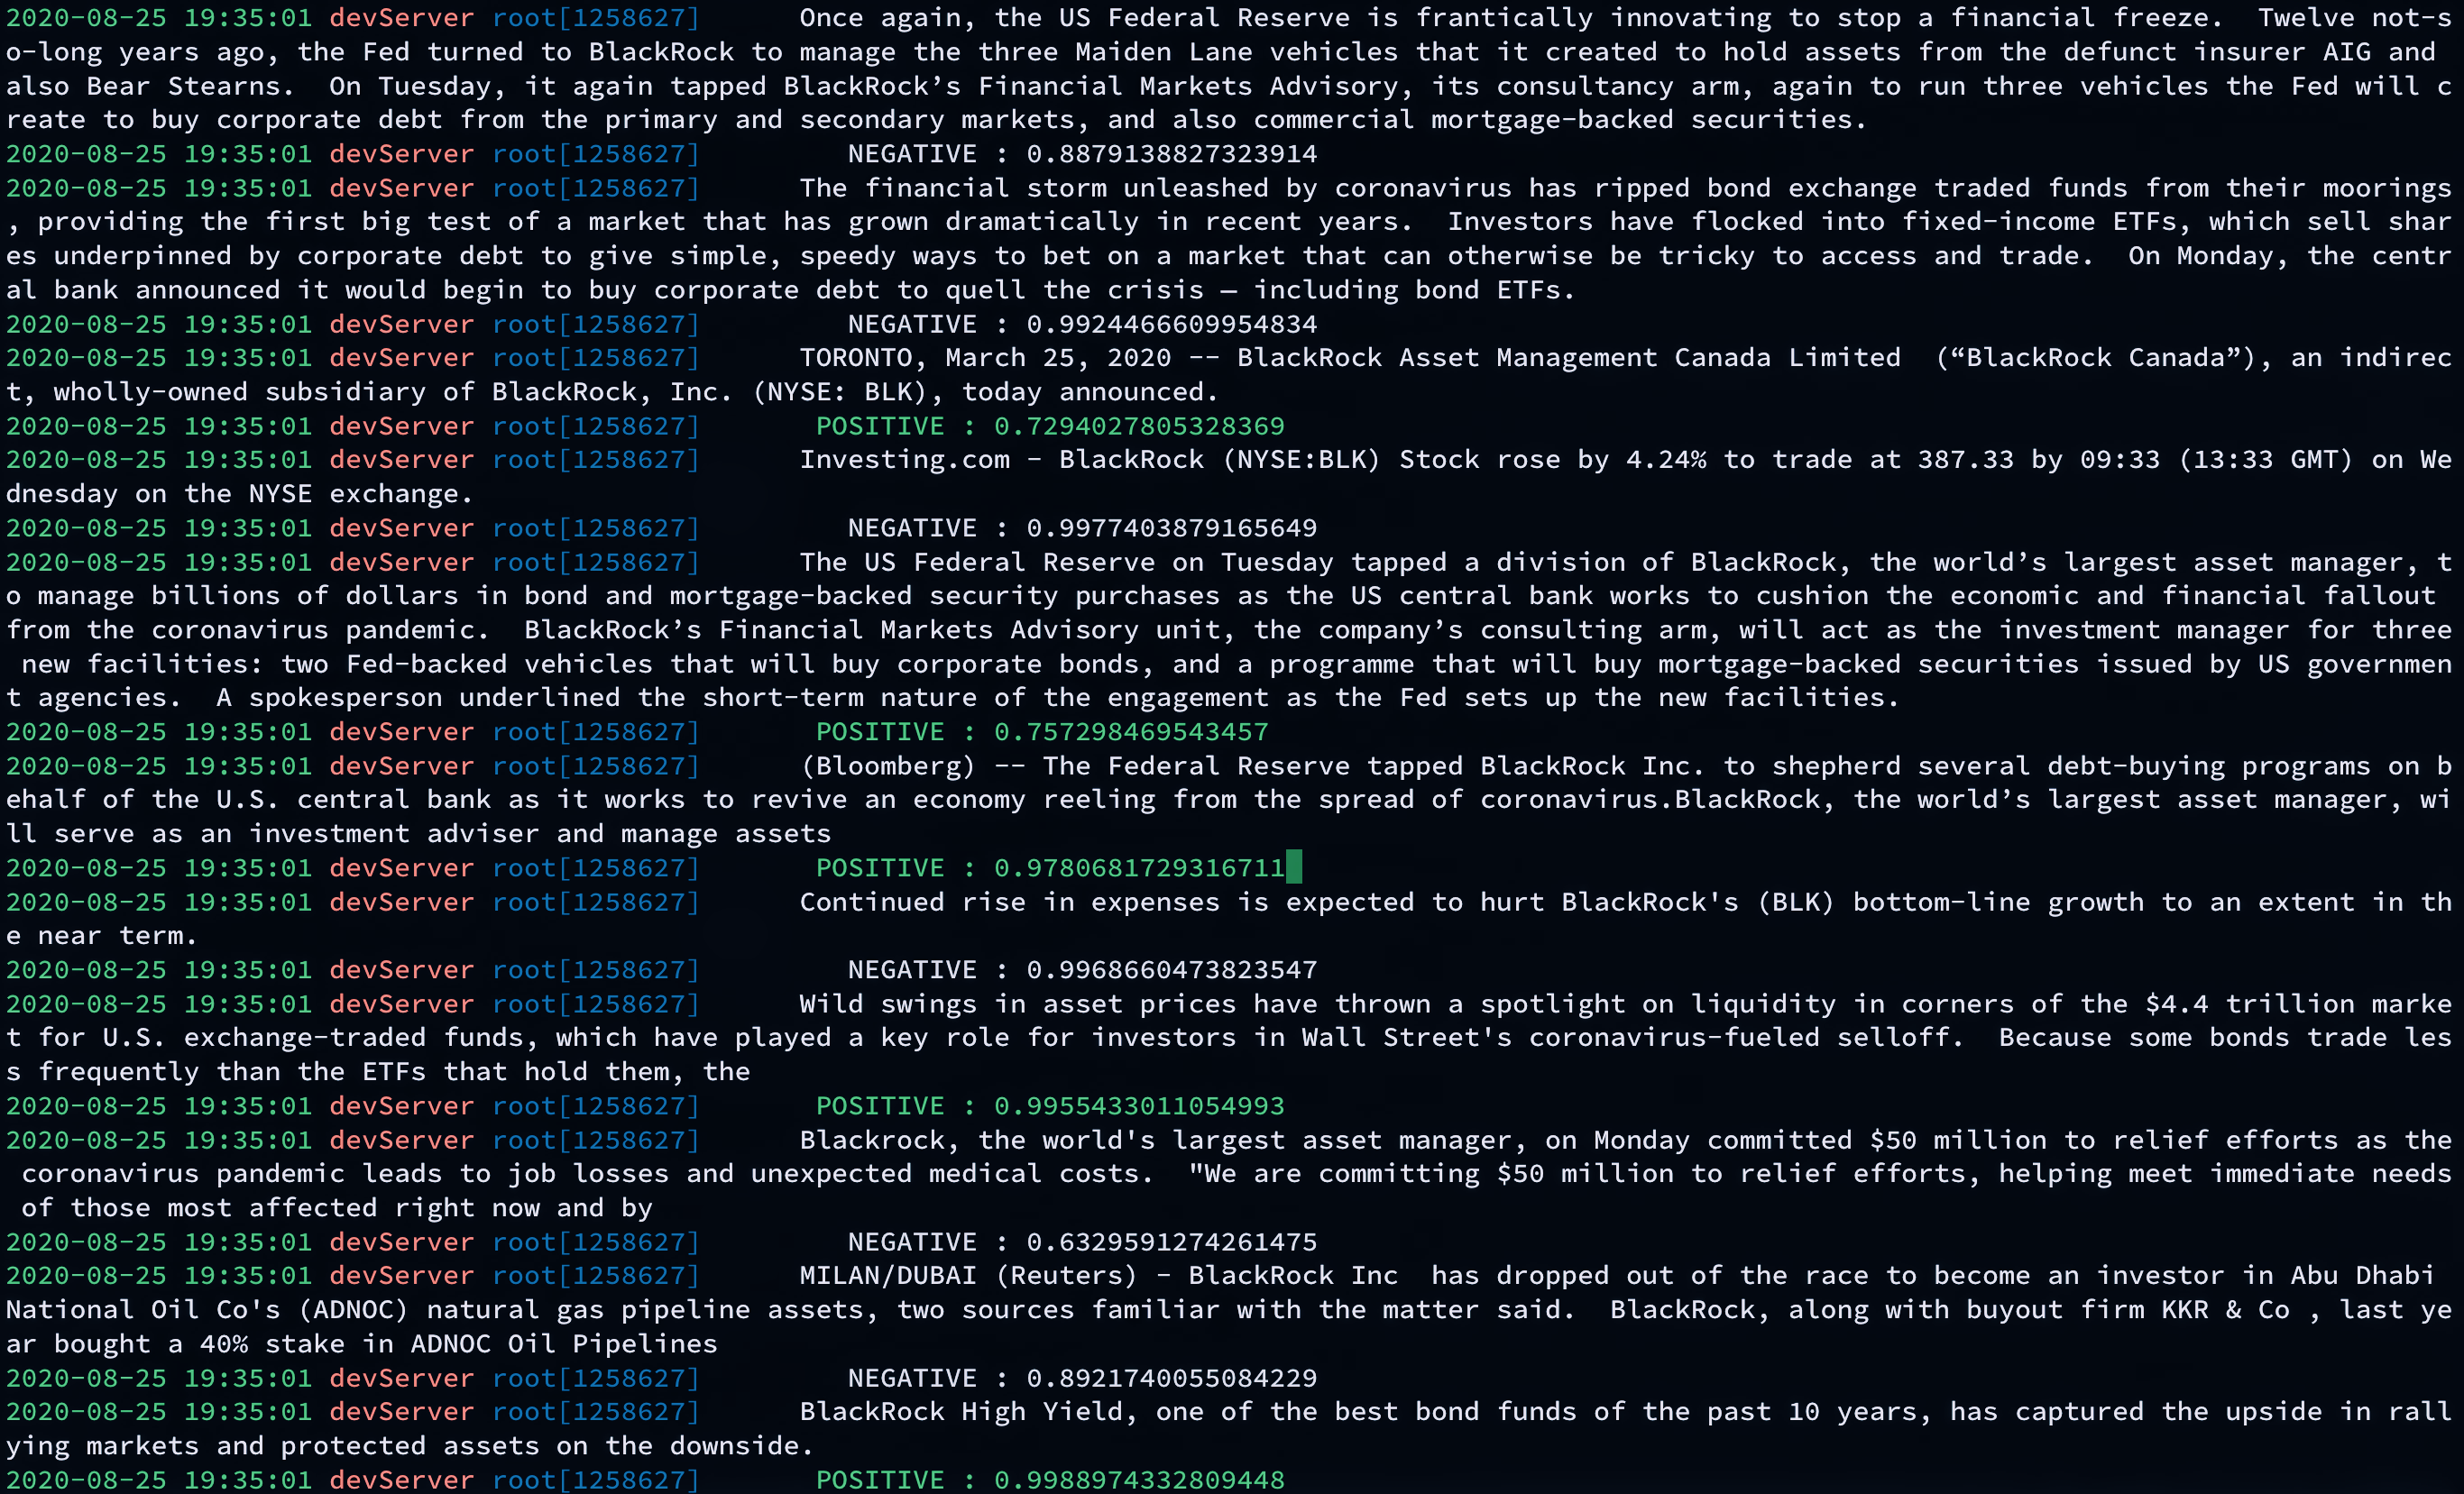 2020-08-25 19:35:01 devServer root[1258627]      Once again, the US Federal Reserve is frantically innovating to stop a financial freeze.  Twelve not-s
o-long years ago, the Fed turned to BlackRock to manage the three Maiden Lane vehicles that it created to hold assets from the defunct insurer AIG and
also Bear Stearns.  On Tuesday, it again tapped BlackRock’s Financial Markets Advisory, its consultancy arm, again to run three vehicles the Fed will c
reate to buy corporate debt from the primary and secondary markets, and also commercial mortgage-backed securities.
2020-08-25 19:35:01 devServer root[1258627]         NEGATIVE : 0.8879138827323914
2020-08-25 19:35:01 devServer root[1258627]      The financial storm unleashed by coronavirus has ripped bond exchange traded funds from their moorings
, providing the first big test of a market that has grown dramatically in recent years.  Investors have flocked into fixed-income ETFs, which sell shar
es underpinned by corporate debt to give simple, speedy ways to bet on a market that can otherwise be tricky to access and trade.  On Monday, the centr
al bank announced it would begin to buy corporate debt to quell the crisis — including bond ETFs.
2020-08-25 19:35:01 devServer root[1258627]         NEGATIVE : 0.9924466609954834
2020-08-25 19:35:01 devServer root[1258627]      TORONTO, March 25, 2020 -- BlackRock Asset Management Canada Limited  (“BlackRock Canada”), an indirec
t, wholly-owned subsidiary of BlackRock, Inc. (NYSE: BLK), today announced.
2020-08-25 19:35:01 devServer root[1258627]       POSITIVE : 0.7294027805328369
2020-08-25 19:35:01 devServer root[1258627]      Investing.com - BlackRock (NYSE:BLK) Stock rose by 4.24% to trade at 387.33 by 09:33 (13:33 GMT) on We
dnesday on the NYSE exchange.
2020-08-25 19:35:01 devServer root[1258627]         NEGATIVE : 0.9977403879165649
2020-08-25 19:35:01 devServer root[1258627]      The US Federal Reserve on Tuesday tapped a division of BlackRock, the world’s largest asset manager, t
o manage billions of dollars in bond and mortgage-backed security purchases as the US central bank works to cushion the economic and financial fallout
from the coronavirus pandemic.  BlackRock’s Financial Markets Advisory unit, the company’s consulting arm, will act as the investment manager for three
 new facilities: two Fed-backed vehicles that will buy corporate bonds, and a programme that will buy mortgage-backed securities issued by US governmen
t agencies.  A spokesperson underlined the short-term nature of the engagement as the Fed sets up the new facilities.
2020-08-25 19:35:01 devServer root[1258627]       POSITIVE : 0.757298469543457
2020-08-25 19:35:01 devServer root[1258627]      (Bloomberg) -- The Federal Reserve tapped BlackRock Inc. to shepherd several debt-buying programs on b
ehalf of the U.S. central bank as it works to revive an economy reeling from the spread of coronavirus.BlackRock, the world’s largest asset manager, wi
ll serve as an investment adviser and manage assets
2020-08-25 19:35:01 devServer root[1258627]       POSITIVE : 0.9780681729316711
2020-08-25 19:35:01 devServer root[1258627]      Continued rise in expenses is expected to hurt BlackRock's (BLK) bottom-line growth to an extent in th
e near term.
2020-08-25 19:35:01 devServer root[1258627]         NEGATIVE : 0.9968660473823547
2020-08-25 19:35:01 devServer root[1258627]      Wild swings in asset prices have thrown a spotlight on liquidity in corners of the $4.4 trillion marke
t for U.S. exchange-traded funds, which have played a key role for investors in Wall Street's coronavirus-fueled selloff.  Because some bonds trade les
s frequently than the ETFs that hold them, the
2020-08-25 19:35:01 devServer root[1258627]       POSITIVE : 0.9955433011054993
2020-08-25 19:35:01 devServer root[1258627]      Blackrock, the world's largest asset manager, on Monday committed $50 million to relief efforts as the
 coronavirus pandemic leads to job losses and unexpected medical costs.  "We are committing $50 million to relief efforts, helping meet immediate needs
 of those most affected right now and by
2020-08-25 19:35:01 devServer root[1258627]         NEGATIVE : 0.6329591274261475
2020-08-25 19:35:01 devServer root[1258627]      MILAN/DUBAI (Reuters) - BlackRock Inc  has dropped out of the race to become an investor in Abu Dhabi
National Oil Co's (ADNOC) natural gas pipeline assets, two sources familiar with the matter said.  BlackRock, along with buyout firm KKR & Co , last ye
ar bought a 40% stake in ADNOC Oil Pipelines
2020-08-25 19:35:01 devServer root[1258627]         NEGATIVE : 0.8921740055084229
2020-08-25 19:35:01 devServer root[1258627]      BlackRock High Yield, one of the best bond funds of the past 10 years, has captured the upside in rall
ying markets and protected assets on the downside.
2020-08-25 19:35:01 devServer root[1258627]       POSITIVE : 0.9988974332809448